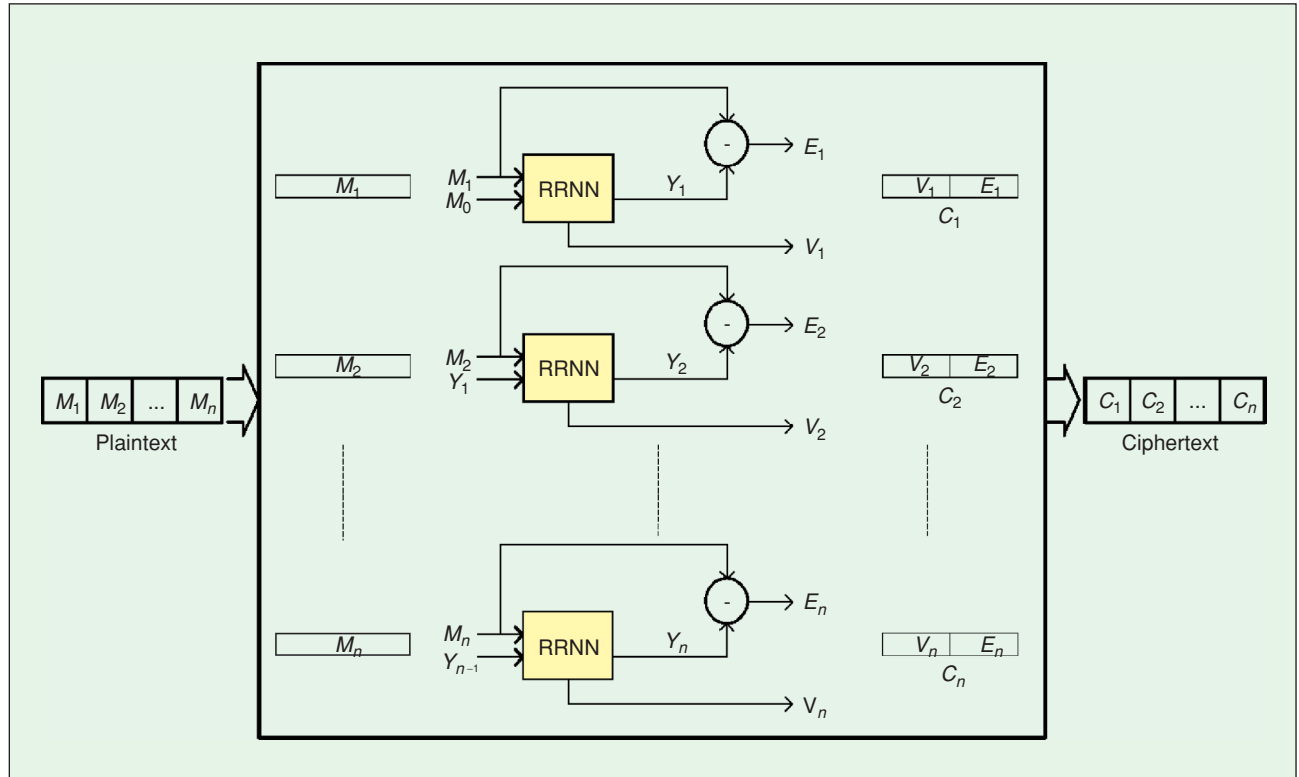 M1 M2 ... Mn
Plaintext
M1
M1
M0
RRNN
Y1
-
E1
V1
V1 E1
C1
M2
M2
Y1
RRNN
Y2
-
E2
V2
V2 E2
C2
Mn
Mn
Yn−1
RRNN
Yn
-
En
Vn
Vn En
Cn
C1 C2 ... Cn
Ciphertext